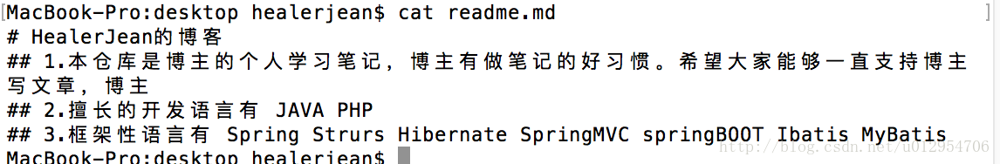 [MacBook-Pro:desktop healerjean$ cat readme.md ]
# HealerJean的博客
## 1.本仓库是博主的个人学习笔记，博主有做笔记的好习惯。希望大家能够一直支持博主
写文章，博主
## 2.擅长的开发语言有 JAVA PHP
## 3.框架性语言有 Spring Strurs Hibernate SpringMVC springBOOT Ibatis MyBatis
MacBook-Pro:desktop healerjean$
http://blog.csdn.net/u012954706